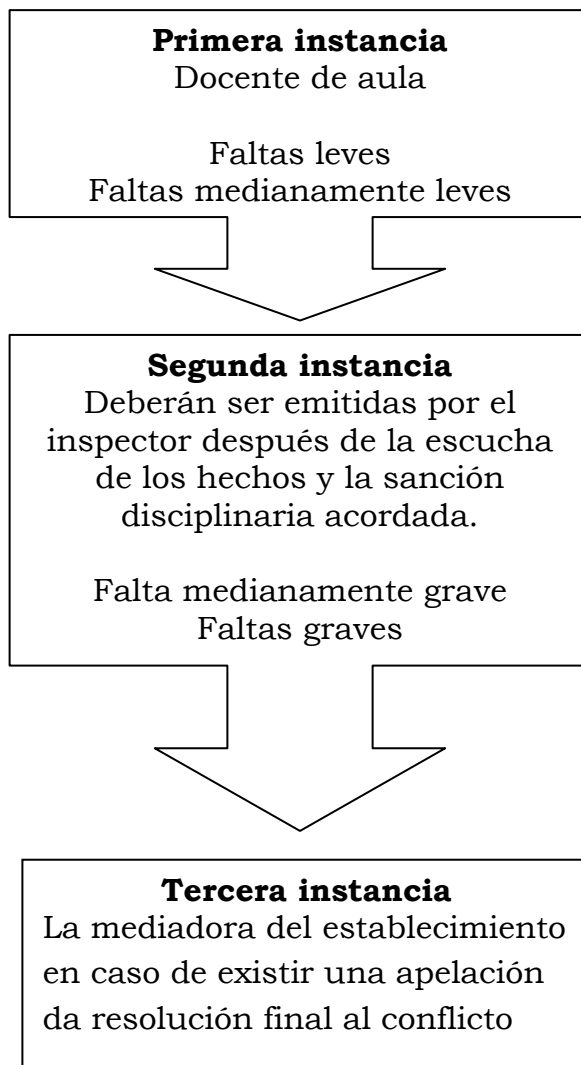 Primera instancia
Docente de aula
Faltas leves
Faltas medianamente leves
Segunda instancia
Deberán ser emitidas por el
inspector después de la escucha
de los hechos y la sanción
disciplinaria acordada.
Falta medianamente grave
Faltas graves
Tercera instancia
La mediadora del establecimiento
en caso de existir una apelación
da resolución final al conflicto